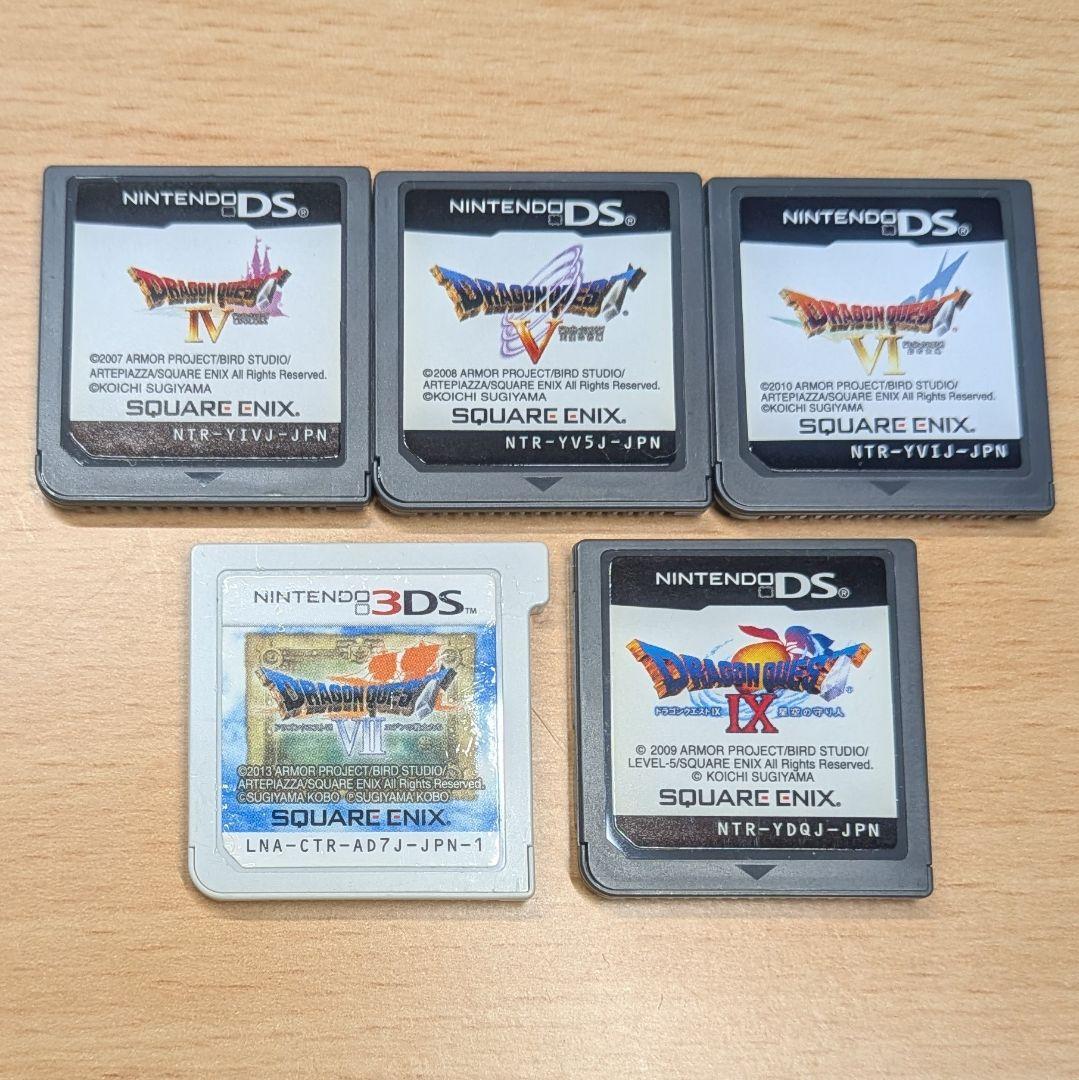 NINTENDO DS®
DRAGON QUEST
IV
©2007 ARMOR PROJECT/BIRD STUDIO/
ARTEPIAZZA/SQUARE ENIX All Rights Reserved.
©KOICHI SUGIYAMA
SQUARE ENIX.
NTR-YIVJ-JPN
NINTENDO DS®
DRAGON QUEST®
V
©2008 ARMOR PROJECT/BIRD STUDIO/
ARTEPIAZZA/SQUARE ENIX All Rights Reserved.
©KOICHI SUGIYAMA
SQUARE ENIX.
NTR-YV5J-JPN
NINTENDO DS®
DRAGON QUEST®
VI
©2010 ARMOR PROJECT/BIRD STUDIO/
ARTEPIAZZA/SQUARE ENIX All Rights Reserved.
©KOICHI SUGIYAMA
SQUARE ENIX.
NTR-YVIJ-JPN
NINTENDO 3DS™
DRAGON QUEST
VII
©2013 ARMOR PROJECT/BIRD STUDIO/
ARTEPIAZZA/SQUARE ENIX All Rights Reserved.
©SUGIYAMA KOBO ℗SUGIYAMA KOBO
SQUARE ENIX.
LNA-CTR-AD7J-JPN-1
NINTENDO DS®
DRAGON QUEST®
ドラゴンクエストIX IX 星空の守り人
© 2009 ARMOR PROJECT/BIRD STUDIO/
LEVEL-5/SQUARE ENIX All Rights Reserved.
© KOICHI SUGIYAMA
SQUARE ENIX.
NTR-YDQJ-JPN